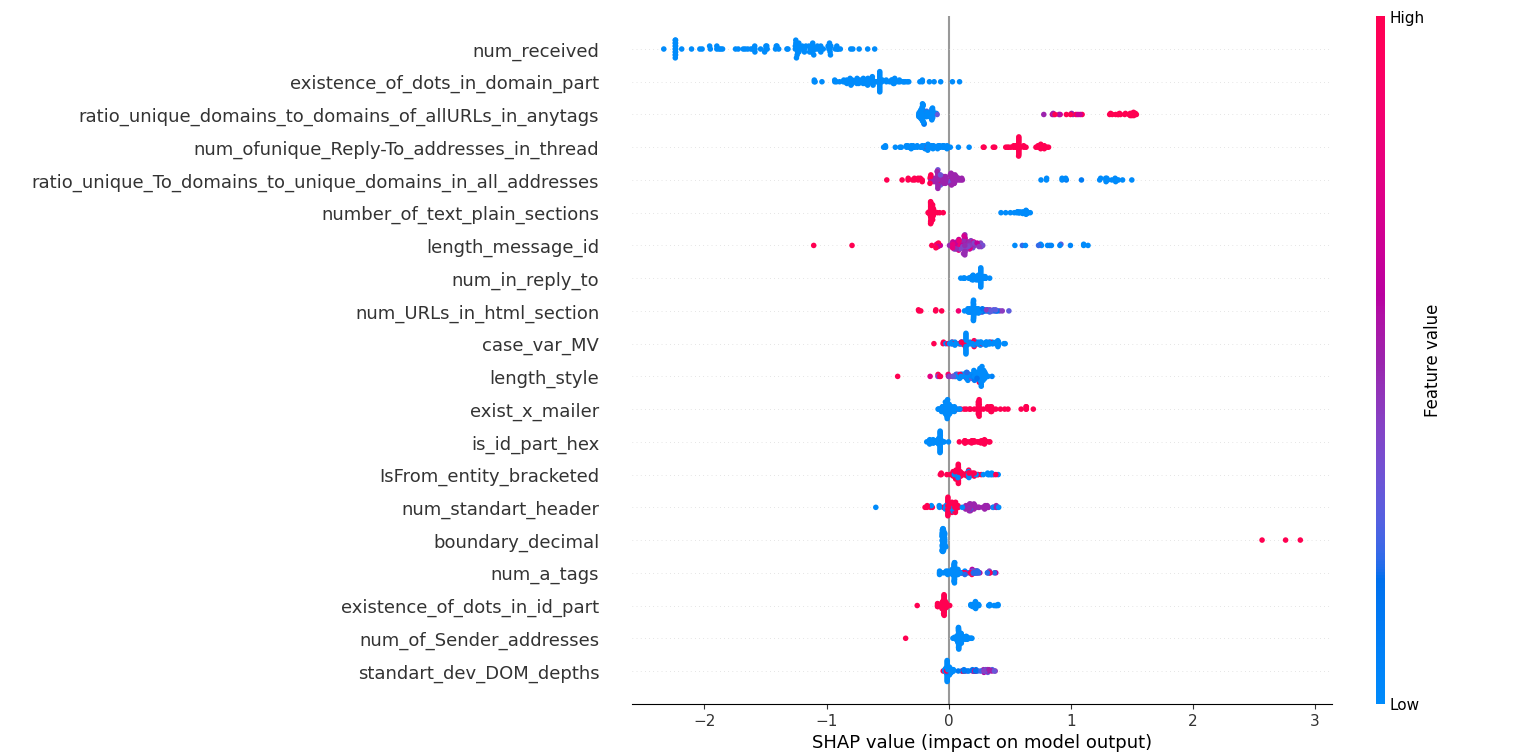 High
num_received
existence_of_dots_in_domain_part
ratio_unique_domains_to_domains_of_allURLs_in_anytags
num_ofunique_Reply-To_addresses_in_thread
ratio_unique_To_domains_to_unique_domains_in_all_addresses
number_of_text_plain_sections
length_message_id
num_in_reply_to
num_URLs_in_html_section
case_var_MV
length_style
exist_x_mailer
is_id_part_hex
IsFrom_entity_bracketed
num_standart_header
boundary_decimal
num_a_tags
existence_of_dots_in_id_part
num_of_Sender_addresses
standart_dev_DOM_depths
Feature value
Low
−2 −1 0 1 2 3
SHAP value (impact on model output)